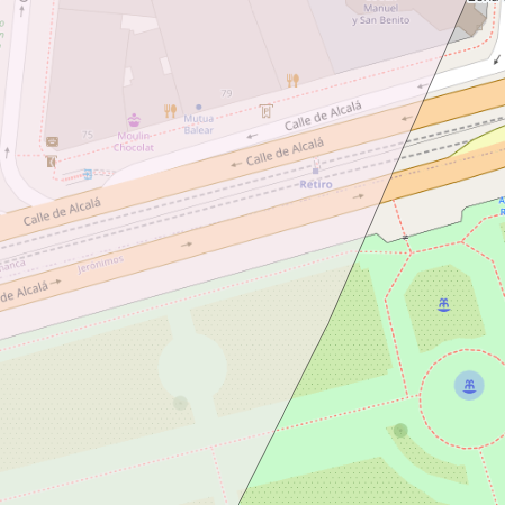 Manuel
y San Benito
79
Calle de Alcalá
Mutua
Balear
75
Moulin
Chocolat
Calle de Alcalá
Retiro
Calle de Alcalá
Jerónimos
de Alcalá